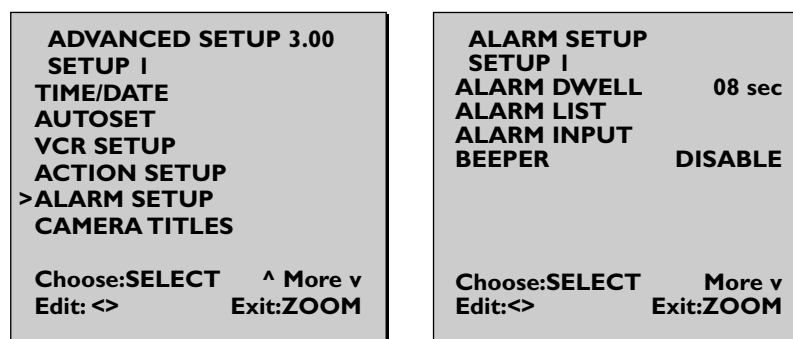 ADVANCED SETUP 3.00
SETUP 1
TIME/DATE
AUTOSET
VCR SETUP
ACTION SETUP
>ALARM SETUP
CAMERA TITLES
Choose:SELECT ^ More v
Edit: <> Exit:ZOOM
ALARM SETUP
SETUP 1
ALARM DWELL 08 sec
ALARM LIST
ALARM INPUT
BEEPER DISABLE
Choose:SELECT More v
Edit:<> Exit:ZOOM